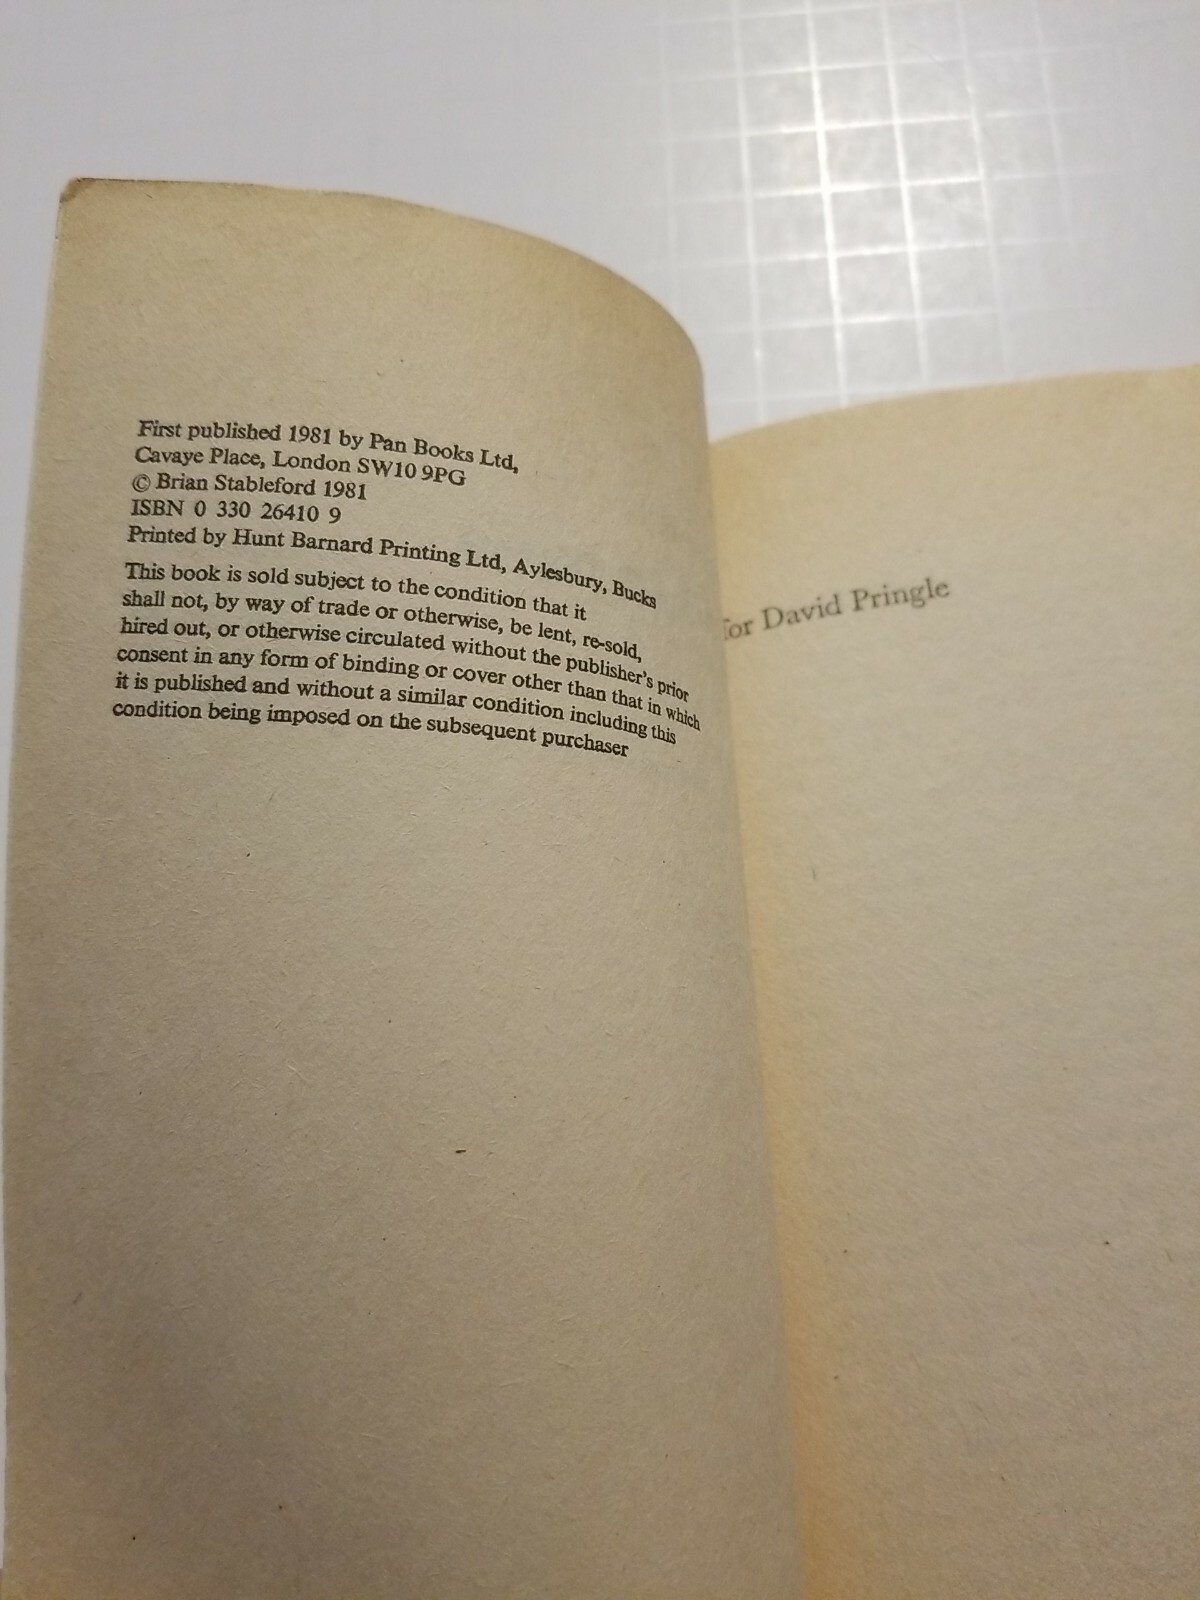 First published 1981 by Pan Books Ltd,
Cavaye Place, London SW10 9PG
© Brian Stableford 1981
ISBN 0 330 26410 9
Printed by Hunt Barnard Printing Ltd, Aylesbury, Bucks
This book is sold subject to the condition that it
shall not, by way of trade or otherwise, be lent, re-sold,
hired out, or otherwise circulated without the publisher's prior
consent in any form of binding or cover other than that in which
it is published and without a similar condition including this
condition being imposed on the subsequent purchaser
for David Pringle